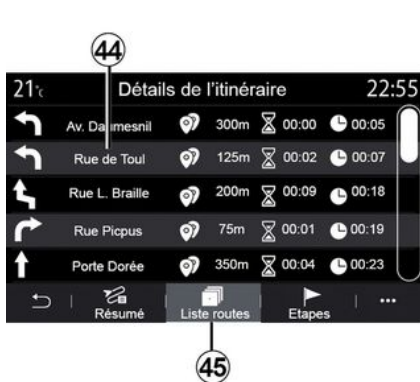 44
21°c Détails de l'itinéraire 22:55
Av. Daumesnil 300m 00:00 00:05
Rue de Toul 125m 00:02 00:07
Rue L. Braille 200m 00:09 00:18
Rue Picpus 75m 00:01 00:19
Porte Dorée 350m 00:04 00:23
Résumé Liste routes Etapes ...
45